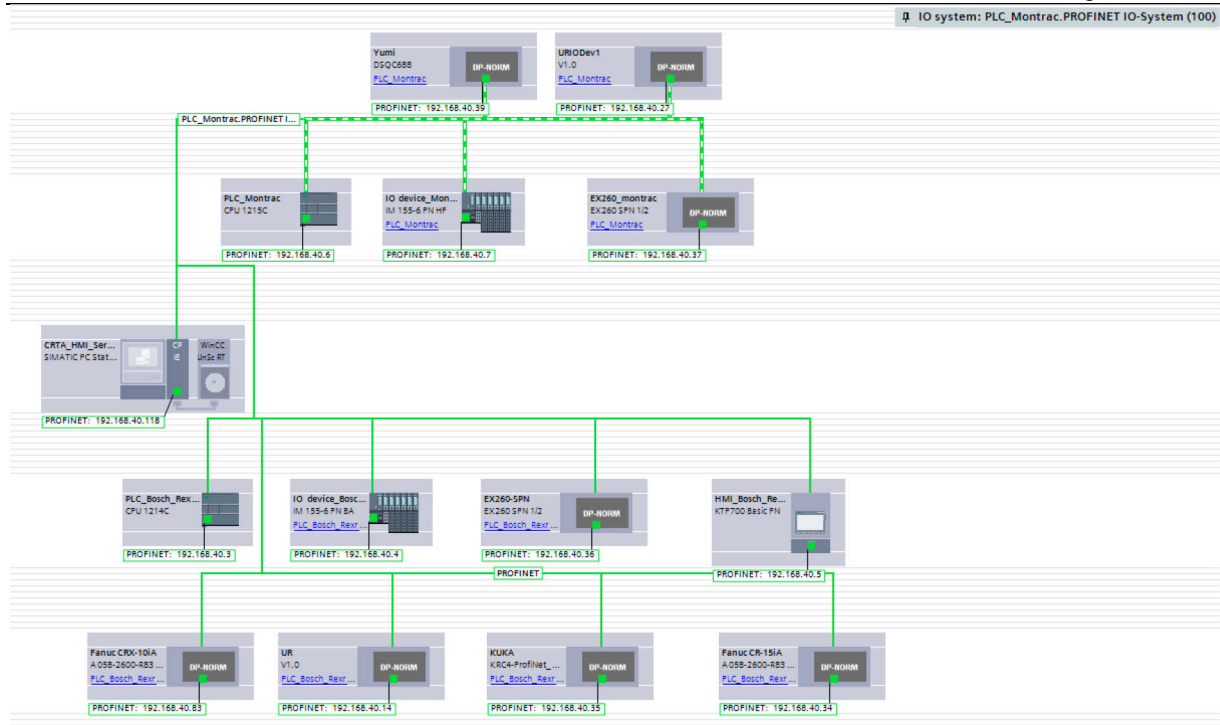 IO system: PLC_Montrac.PROFINET IO-System (100)
Yumi
DSQC688
PLC_Montrac
DP-NORM
PROFINET: 192.168.40.39
URIODev1
V1.0
PLC_Montrac
DP-NORM
PROFINET: 192.168.40.27
PLC_Montrac.PROFINET I...
PLC_Montrac
CPU 1215C
PROFINET: 192.168.40.6
IO device_Mon...
IM 155-6 PN HF
PLC_Montrac
PROFINET: 192.168.40.7
EX260_montrac
EX260 SPN 1/2
PLC_Montrac
DP-NORM
PROFINET: 192.168.40.37
CRTA_HMI_Ser...
SIMATIC PC Stat...
CP
IE
WinCC
UnSc RT
PROFINET: 192.168.40.118
PLC_Bosch_Rex...
CPU 1214C
PROFINET: 192.168.40.3
IO device_Bosc...
IM 155-6 PN BA
PLC_Bosch_Rexr...
PROFINET: 192.168.40.4
EX260-SPN
EX260 SPN 1/2
PLC_Bosch_Rexr...
DP-NORM
PROFINET: 192.168.40.36
HMI_Bosch_Re...
KTP700 Basic PN
PROFINET: 192.168.40.5
PROFINET
Fanuc CRX-10iA
A05B-2600-R83 ...
PLC_Bosch_Rexr...
DP-NORM
PROFINET: 192.168.40.83
UR
V1.0
PLC_Bosch_Rexr...
DP-NORM
PROFINET: 192.168.40.14
KUKA
KRC4-ProfiNet_...
PLC_Bosch_Rexr...
DP-NORM
PROFINET: 192.168.40.35
Fanuc CR-15iA
A05B-2600-R83 ...
PLC_Bosch_Rexr...
DP-NORM
PROFINET: 192.168.40.34